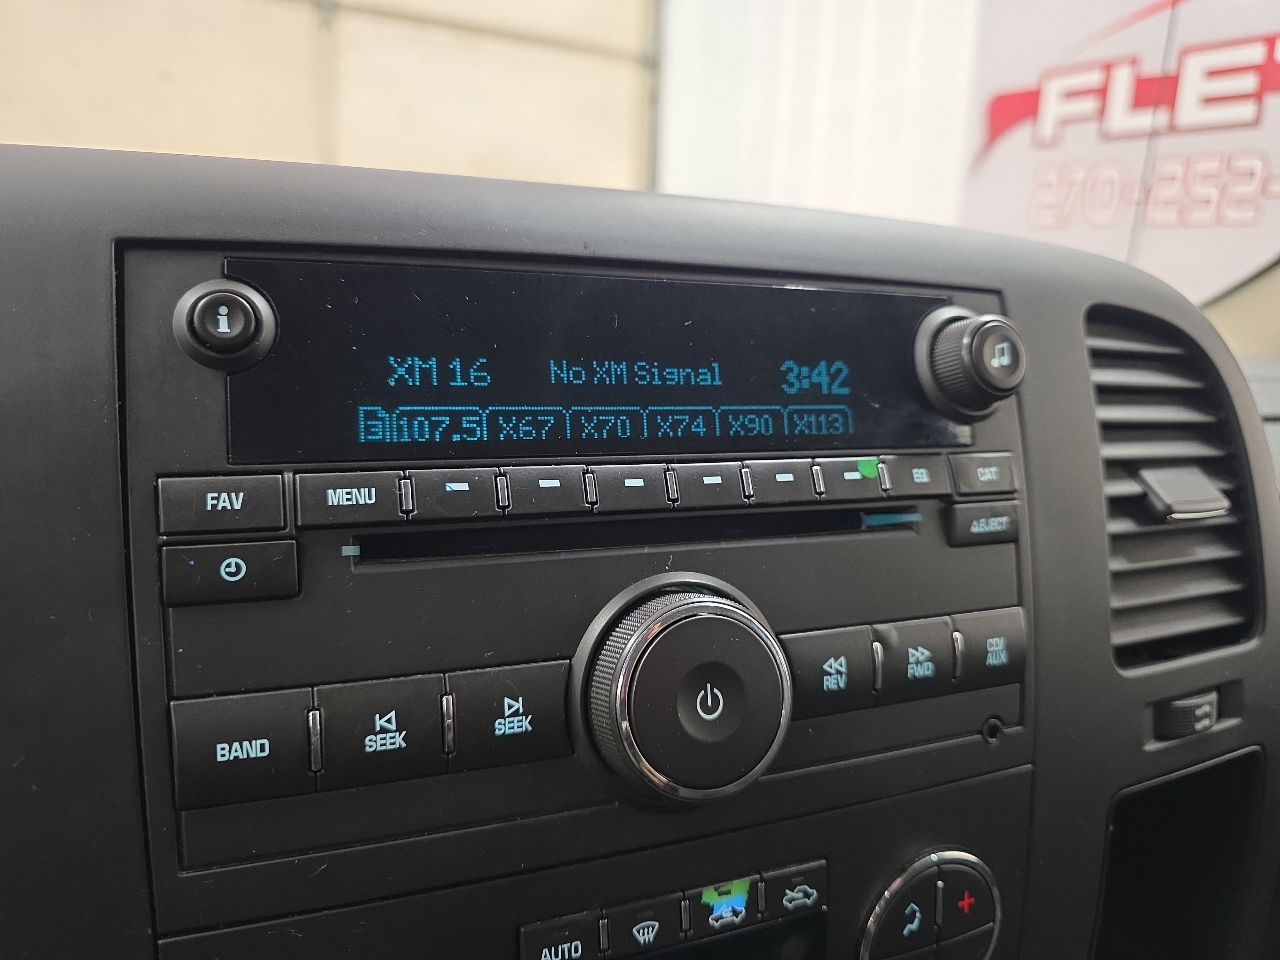 FLE
270-252-
i
XM 16 No XM Signal 3:42
3 107.5 X67 X70 X74 X90 X113
FAV MENU EQ CAT
EJECT
BAND SEEK SEEK REV FWD CD/
AUX
AUTO